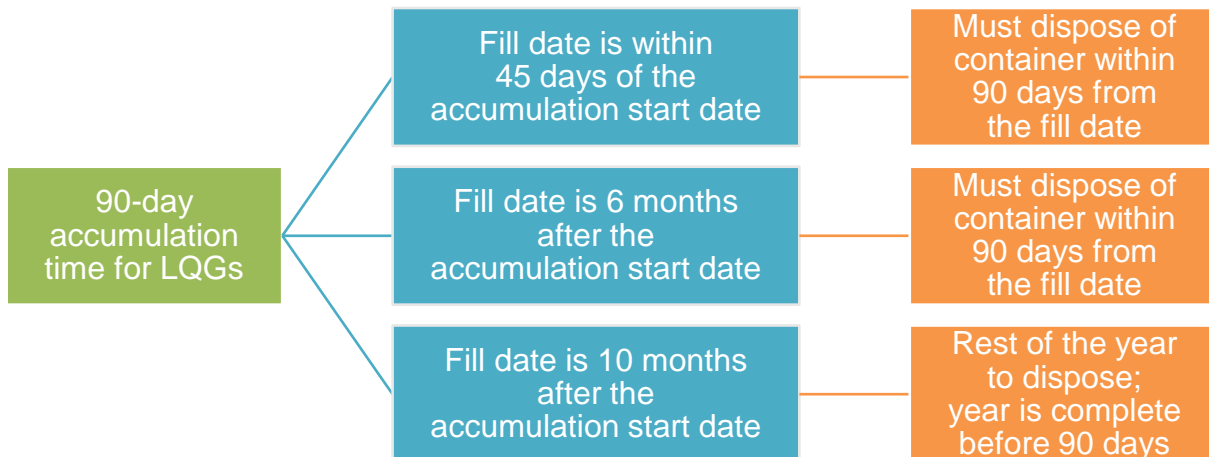 90-day
accumulation
time for LQGs
Fill date is within
45 days of the
accumulation start date
Must dispose of
container within
90 days from
the fill date
Fill date is 6 months
after the
accumulation start date
Must dispose of
container within
90 days from
the fill date
Fill date is 10 months
after the
accumulation start date
Rest of the year
to dispose;
year is complete
before 90 days